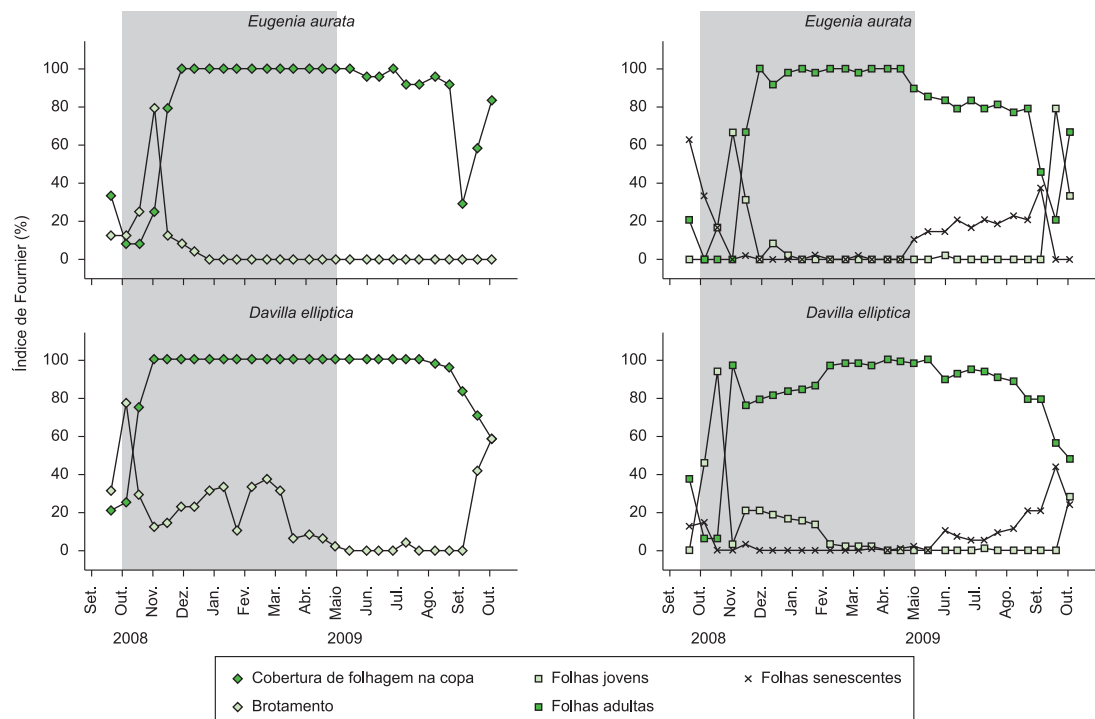 Eugenia aurata
Eugenia aurata
100
80
60
40
20
0
100
80
60
40
20
0
Índice de Fournier (%)
Davilla elliptica
Davilla elliptica
100
80
60
40
20
0
100
80
60
40
20
0
Set. Out. Nov. Dez. Jan. Fev. Mar. Abr. Maio Jun. Jul. Ago. Set. Out.
Set. Out. Nov. Dez. Jan. Fev. Mar. Abr. Maio Jun. Jul. Ago. Set. Out.
2008 2009
2008 2009
Cobertura de folhagem na copa Folhas jovens Folhas senescentes
Brotamento Folhas adultas